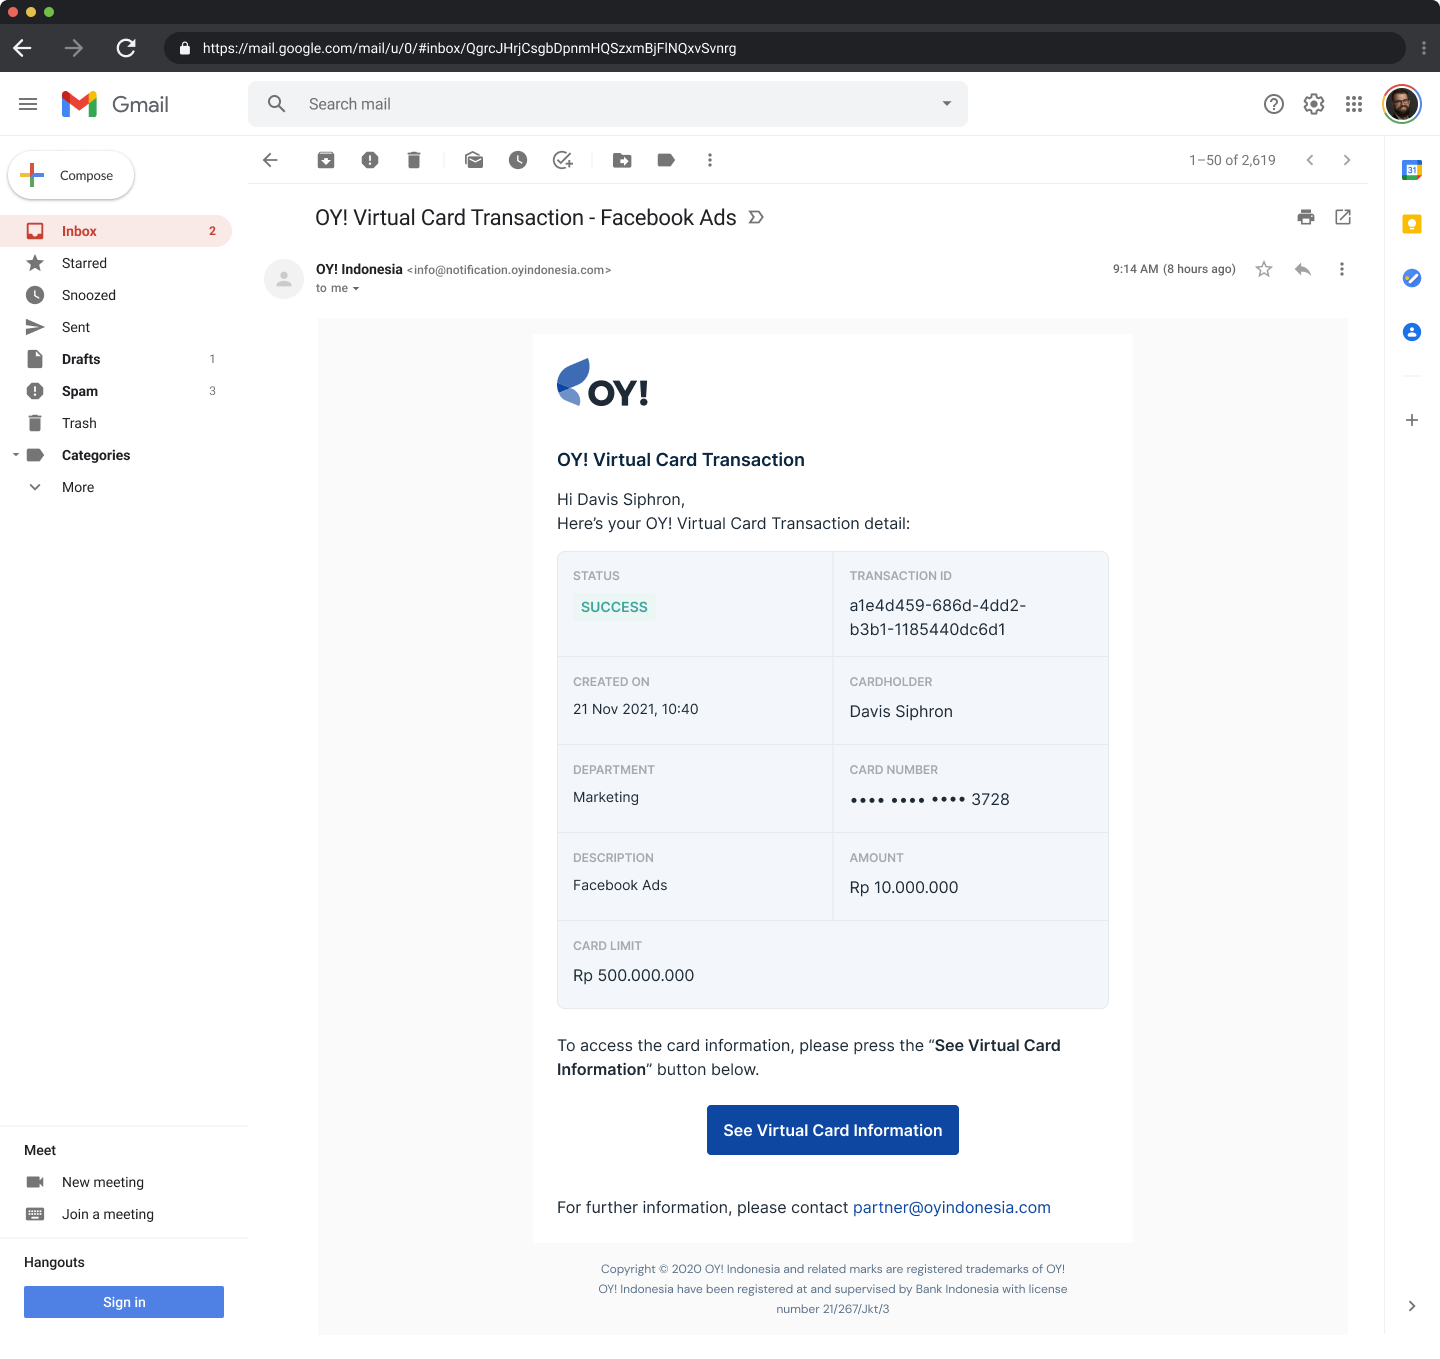 https://mail.google.com/mail/u/0/#inbox/QgrcJHrjCsgbDpnmHQSzxmBjFlNQxvSvnrg
Gmail
Search mail
Compose
1–50 of 2,619
31
Inbox 2
Starred
Snoozed
Sent
Drafts 1
Spam 3
Trash
Categories
More
OY! Virtual Card Transaction - Facebook Ads
OY! Indonesia <info@notification.oyindonesia.com>
9:14 AM (8 hours ago)
to me
OY!
OY! Virtual Card Transaction
Hi Davis Siphron,
Here's your OY! Virtual Card Transaction detail:
STATUS
SUCCESS
TRANSACTION ID
a1e4d459-686d-4dd2-
b3b1-1185440dc6d1
CREATED ON
21 Nov 2021, 10:40
CARDHOLDER
Davis Siphron
DEPARTMENT
Marketing
CARD NUMBER
•••• •••• •••• 3728
DESCRIPTION
Facebook Ads
AMOUNT
Rp 10.000.000
CARD LIMIT
Rp 500.000.000
To access the card information, please press the “See Virtual Card
Information” button below.
See Virtual Card Information
For further information, please contact partner@oyindonesia.com
Copyright © 2020 OY! Indonesia and related marks are registered trademarks of OY!
OY! Indonesia have been registered at and supervised by Bank Indonesia with license
number 21/267/Jkt/3
Meet
New meeting
Join a meeting
Hangouts
Sign in